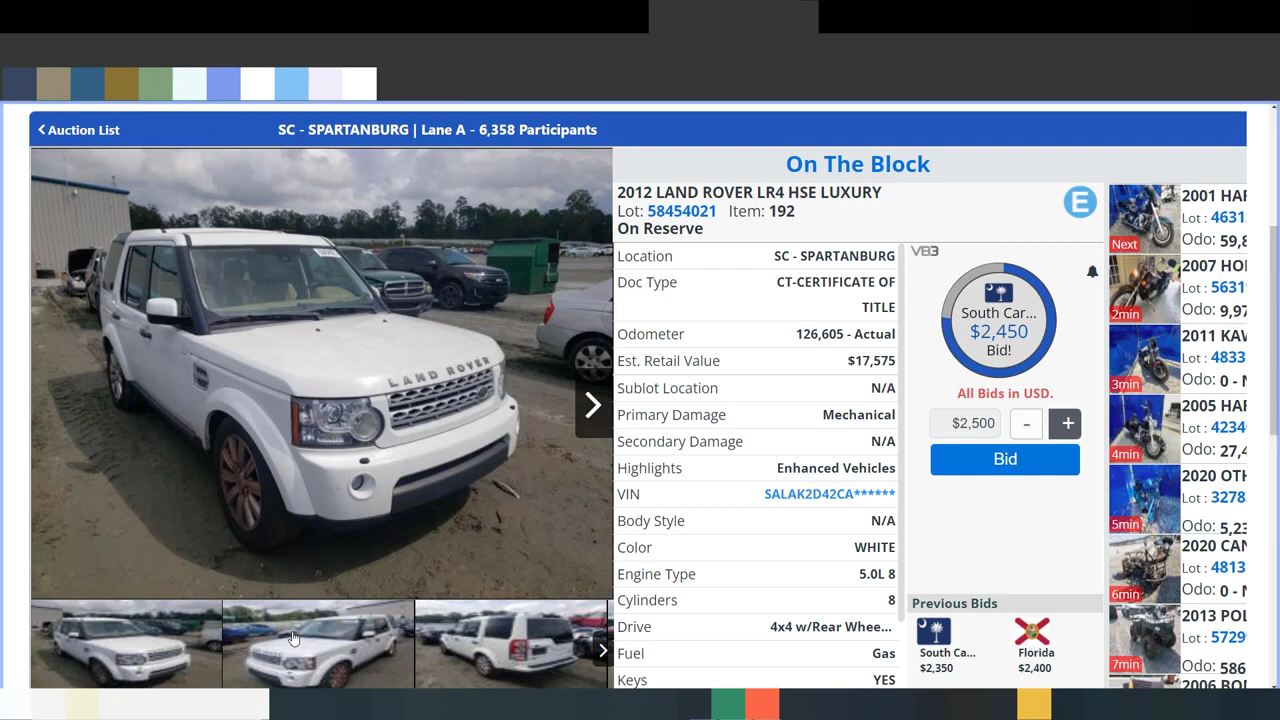 Auction List
SC - SPARTANBURG | Lane A - 6,358 Participants
On The Block
2012 LAND ROVER LR4 HSE LUXURY
Lot: 58454021 Item: 192
On Reserve
E
Location SC - SPARTANBURG
Doc Type CT-CERTIFICATE OF
TITLE
Odometer 126,605 - Actual
Est. Retail Value $17,575
Sublot Location N/A
Primary Damage Mechanical
Secondary Damage N/A
Highlights Enhanced Vehicles
VIN SALAK2D42CA******
Body Style N/A
Color WHITE
Engine Type 5.0L 8
Cylinders 8
Drive 4x4 w/Rear Whee...
Fuel Gas
Keys YES
VB3
South Car...
$2,450
Bid!
All Bids in USD.
$2,500 - +
Bid
Previous Bids
South Ca...
$2,350
Florida
$2,400
LAND ROVER
2001 HAR
Lot : 4631
Odo: 59,8
Next
2007 HO
Lot : 5631
Odo: 9,97
2min
2011 KAW
Lot : 4833
Odo: 0 - N
3min
2005 HAR
Lot : 4234
Odo: 27,4
4min
2020 OTH
Lot : 3278
Odo: 5,23
5min
2020 CAN
Lot : 4813
Odo: 0 - N
6min
2013 POL
Lot : 5729
Odo: 586
7min
2006 BO